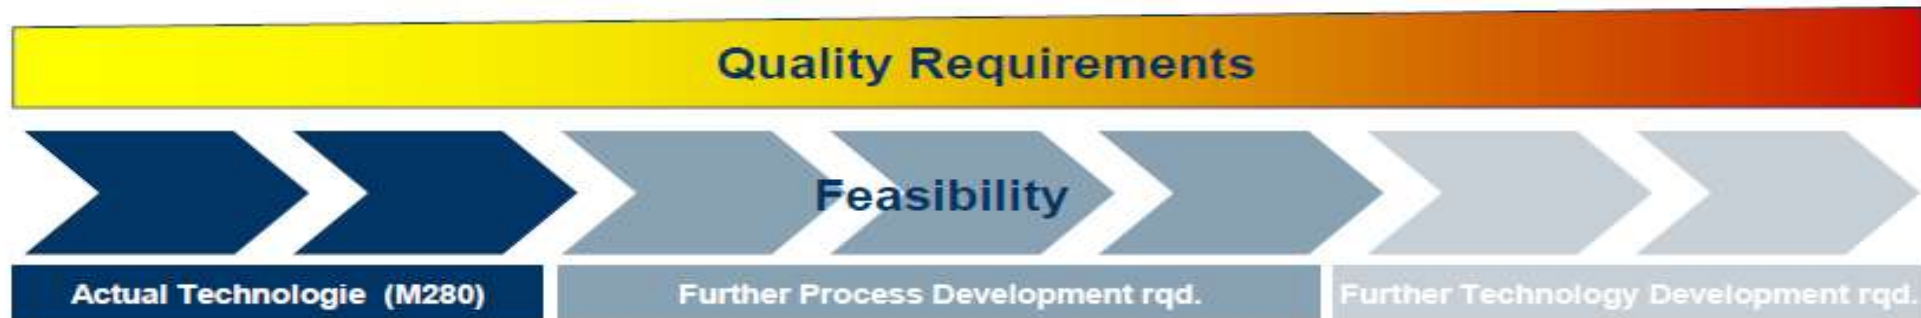 Quality Requirements
Feasibility
Actual Technologie (M280)
Further Process Development rqd.
Further Technology Development rqd.